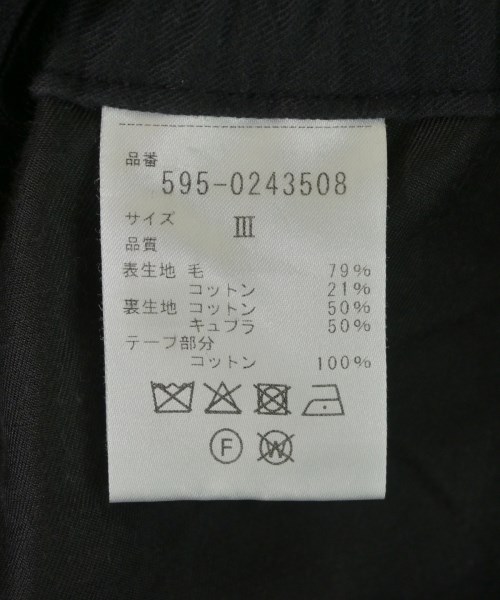 品番
595-0243508
サイズ III
品質
表生地 毛 79%
コットン 21%
裏生地 コットン 50%
キュプラ 50%
テープ部分
コットン 100%
F W